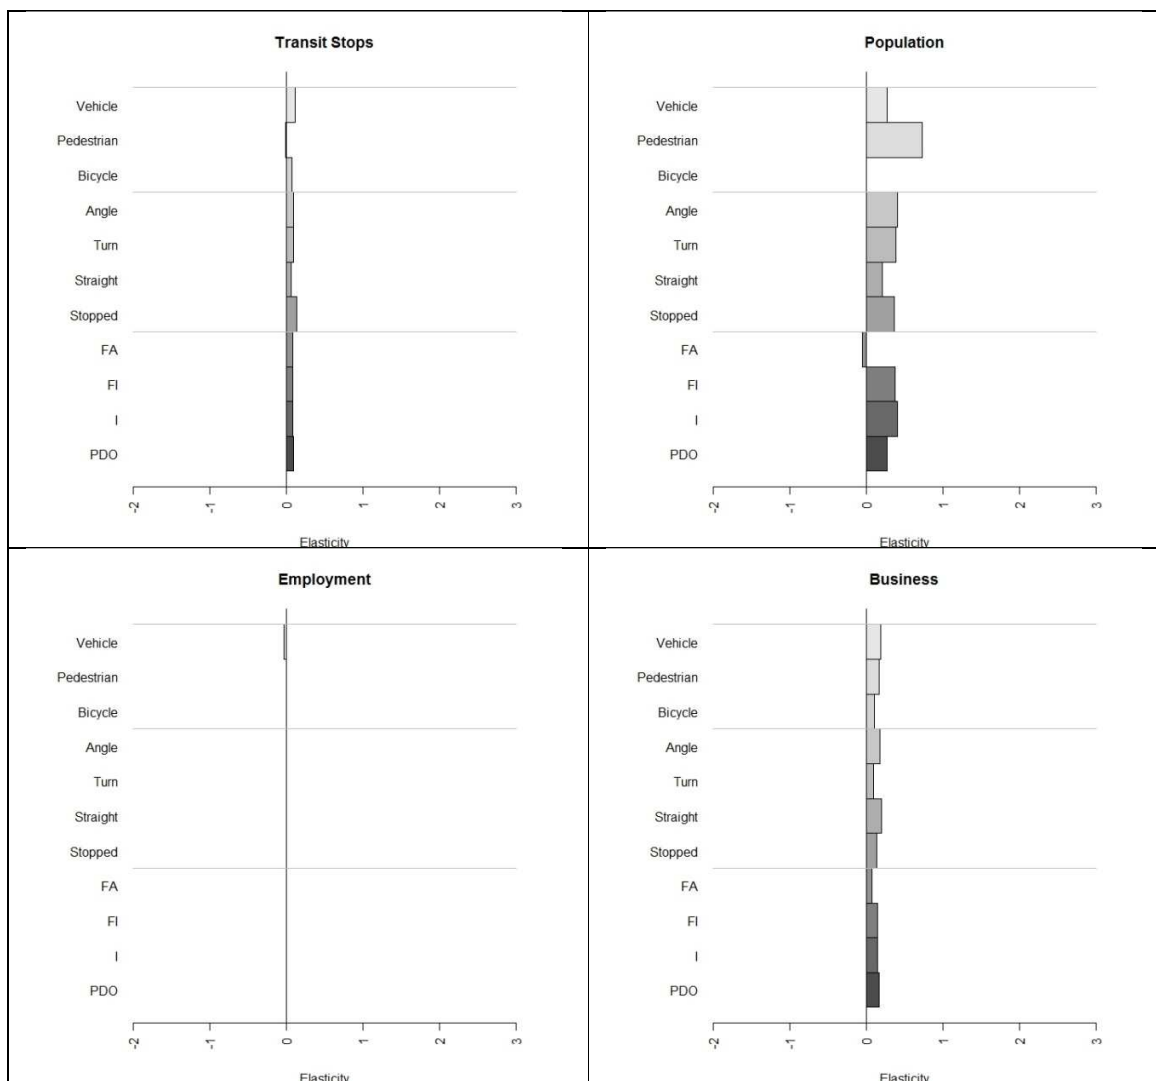 Transit Stops
Vehicle
Pedestrian
Bicycle
Angle
Turn
Straight
Stopped
FA
FI
I
PDO
-2 -1 0 1 2 3
Elasticity
Population
Vehicle
Pedestrian
Bicycle
Angle
Turn
Straight
Stopped
FA
FI
I
PDO
-2 -1 0 1 2 3
Elasticity
Employment
Vehicle
Pedestrian
Bicycle
Angle
Turn
Straight
Stopped
FA
FI
I
PDO
-2 -1 0 1 2 3
Elasticity
Business
Vehicle
Pedestrian
Bicycle
Angle
Turn
Straight
Stopped
FA
FI
I
PDO
-2 -1 0 1 2 3
Elasticity